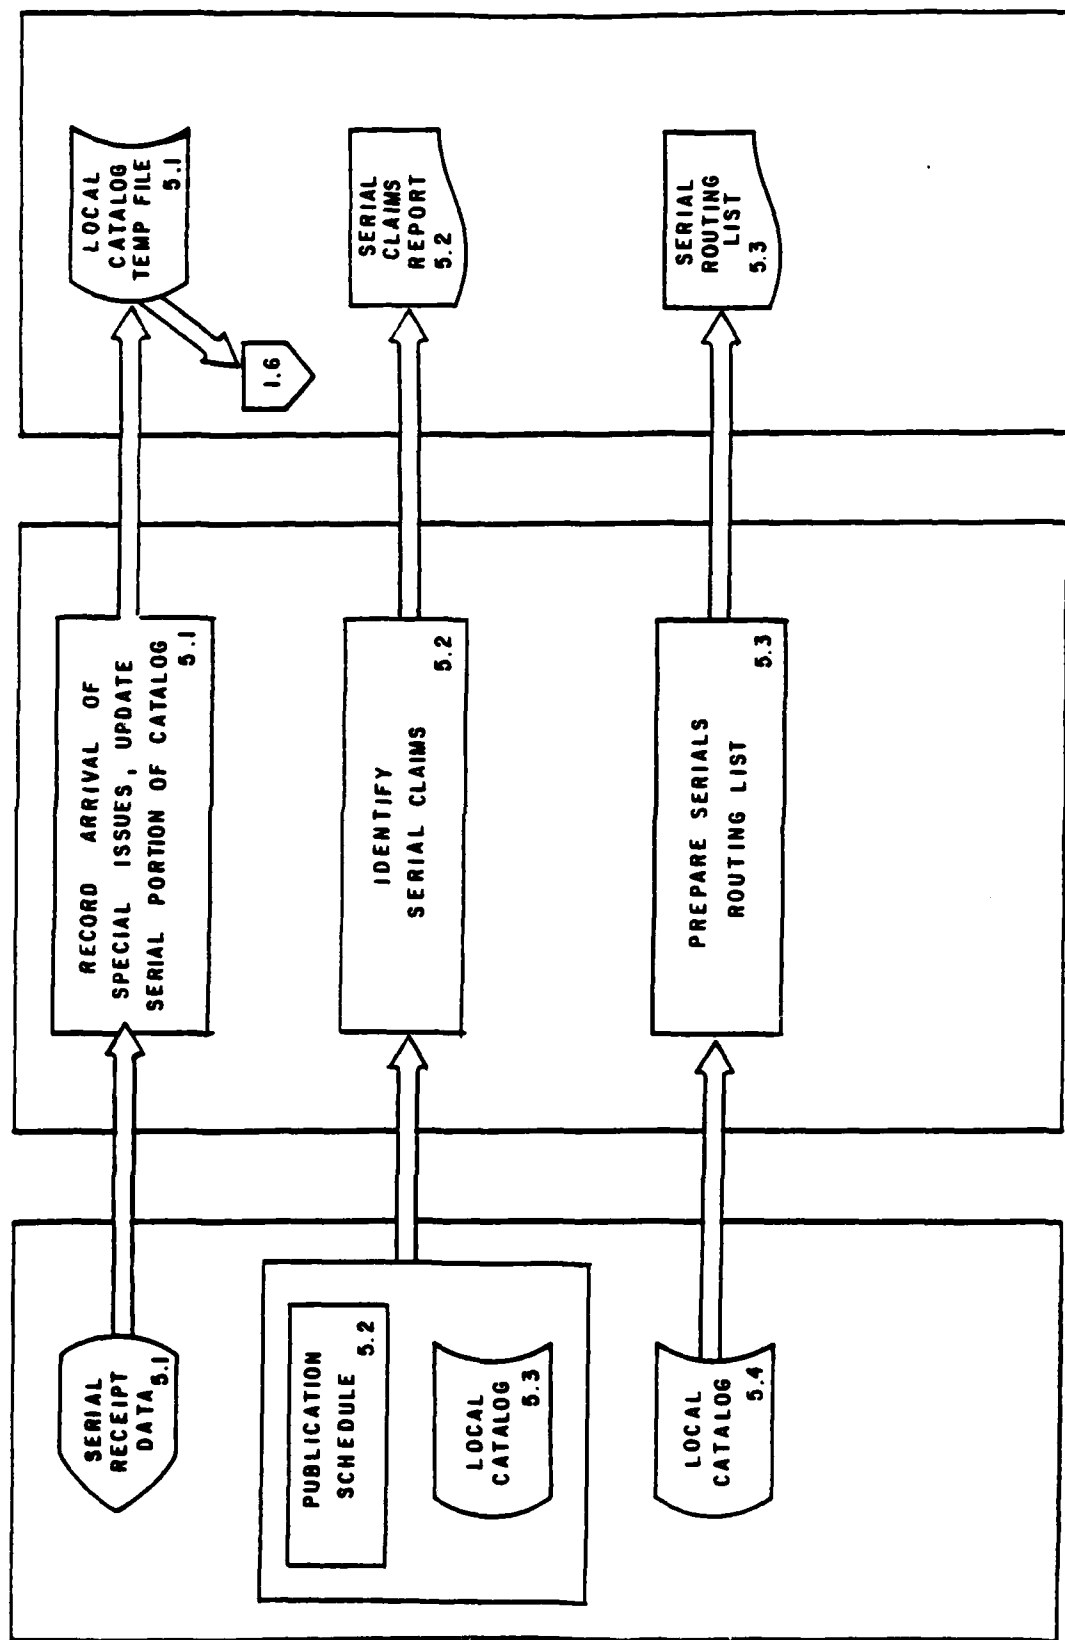 SERIAL
RECEIPT
DATA
5.1
PUBLICATION
SCHEDULE
5.2
LOCAL
CATALOG
5.3
LOCAL
CATALOG
5.4
RECORD ARRIVAL OF
SPECIAL ISSUES, UPDATE
SERIAL PORTION OF CATALOG
5.1
IDENTIFY
SERIAL CLAIMS
5.2
PREPARE SERIALS
ROUTING LIST
5.3
LOCAL
CATALOG
TEMP FILE
5.1
1.6
SERIAL
CLAIMS
REPORT
5.2
SERIAL
ROUTING
LIST
5.3